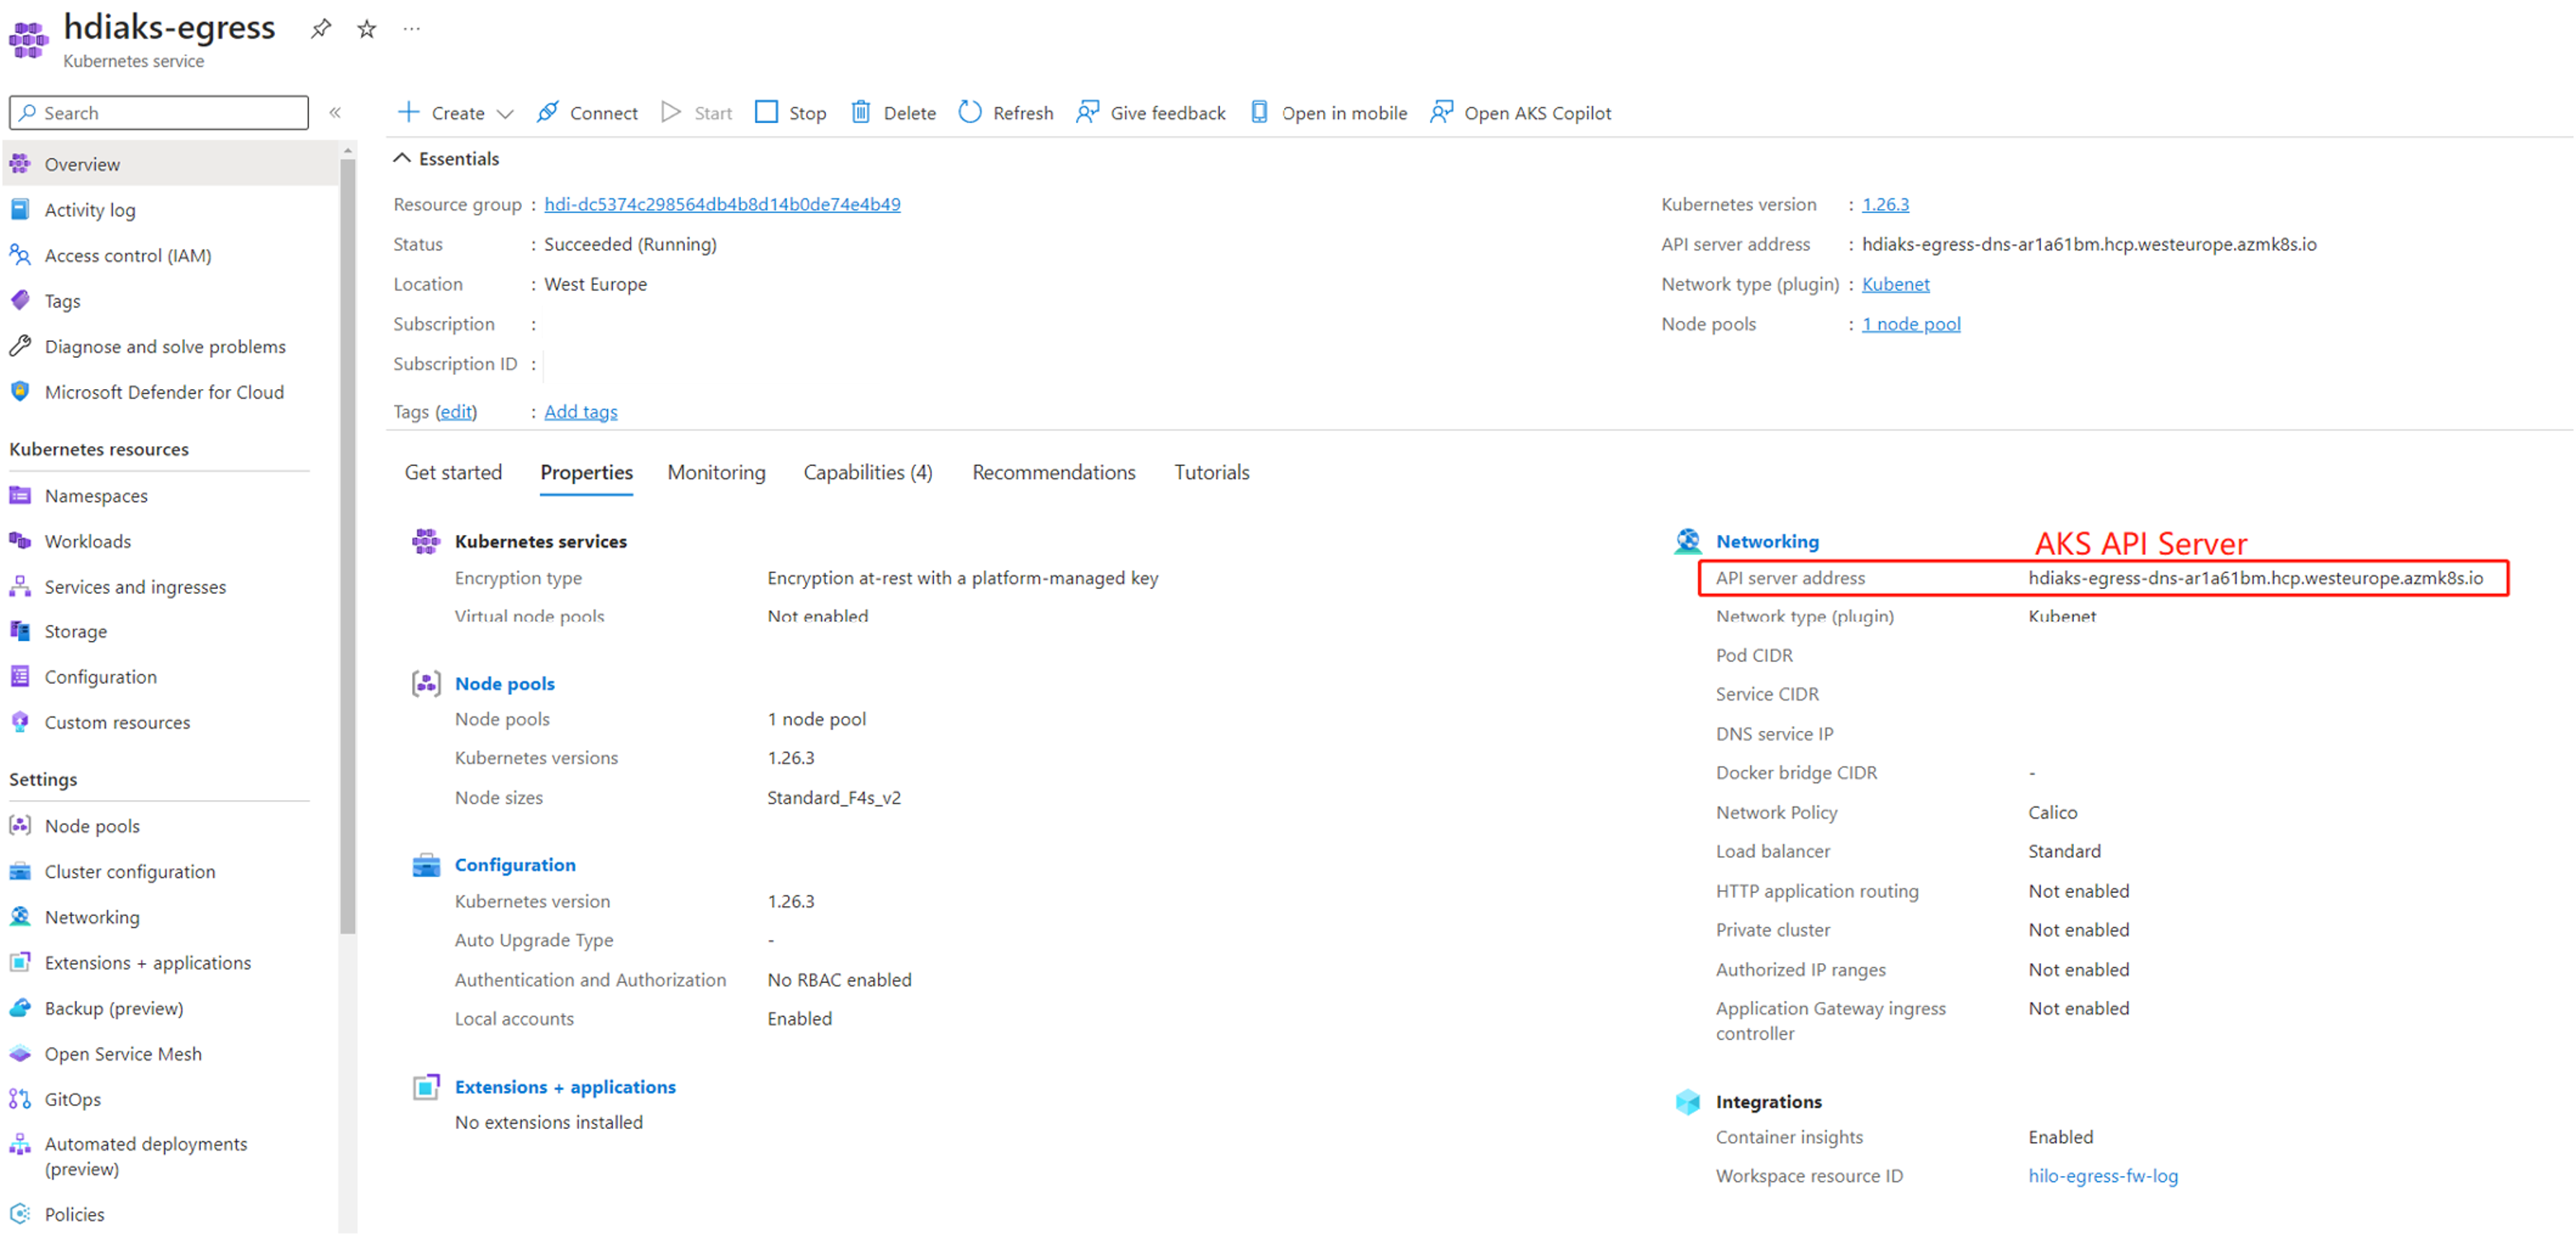 hdiaks-egress
Kubernetes service
Search
Create
Connect
Start
Stop
Delete
Refresh
Give feedback
Open in mobile
Open AKS Copilot
Overview
Activity log
Access control (IAM)
Tags
Diagnose and solve problems
Microsoft Defender for Cloud
Kubernetes resources
Namespaces
Workloads
Services and ingresses
Storage
Configuration
Custom resources
Settings
Node pools
Cluster configuration
Networking
Extensions + applications
Backup (preview)
Open Service Mesh
GitOps
Automated deployments
(preview)
Policies
Essentials
Resource group : hdi-dc5374c298564db4b8d14b0de74e4b49
Status : Succeeded (Running)
Location : West Europe
Subscription :
Subscription ID :
Tags (edit) : Add tags
Kubernetes version : 1.26.3
API server address : hdiaks-egress-dns-ar1a61bm.hcp.westeurope.azmk8s.io
Network type (plugin) : Kubenet
Node pools : 1 node pool
Get started
Properties
Monitoring
Capabilities (4)
Recommendations
Tutorials
Kubernetes services
Encryption type Encryption at-rest with a platform-managed key
Virtual node pools Not enabled
Node pools
Node pools 1 node pool
Kubernetes versions 1.26.3
Node sizes Standard_F4s_v2
Configuration
Kubernetes version 1.26.3
Auto Upgrade Type -
Authentication and Authorization No RBAC enabled
Local accounts Enabled
Extensions + applications
No extensions installed
Networking
AKS API Server
API server address hdiaks-egress-dns-ar1a61bm.hcp.westeurope.azmk8s.io
Network type (plugin) Kubenet
Pod CIDR
Service CIDR
DNS service IP
Docker bridge CIDR -
Network Policy Calico
Load balancer Standard
HTTP application routing Not enabled
Private cluster Not enabled
Authorized IP ranges Not enabled
Application Gateway ingress Not enabled
controller
Integrations
Container insights Enabled
Workspace resource ID hilo-egress-fw-log